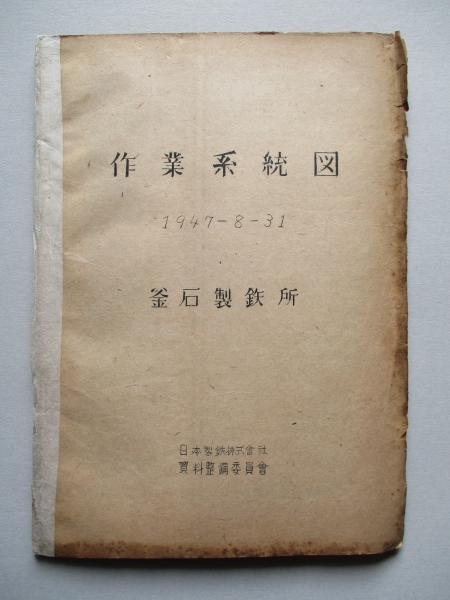 作業系統図
1947-8-31
釜石製鉄所
日本製鉄株式会社
資料整備委員會